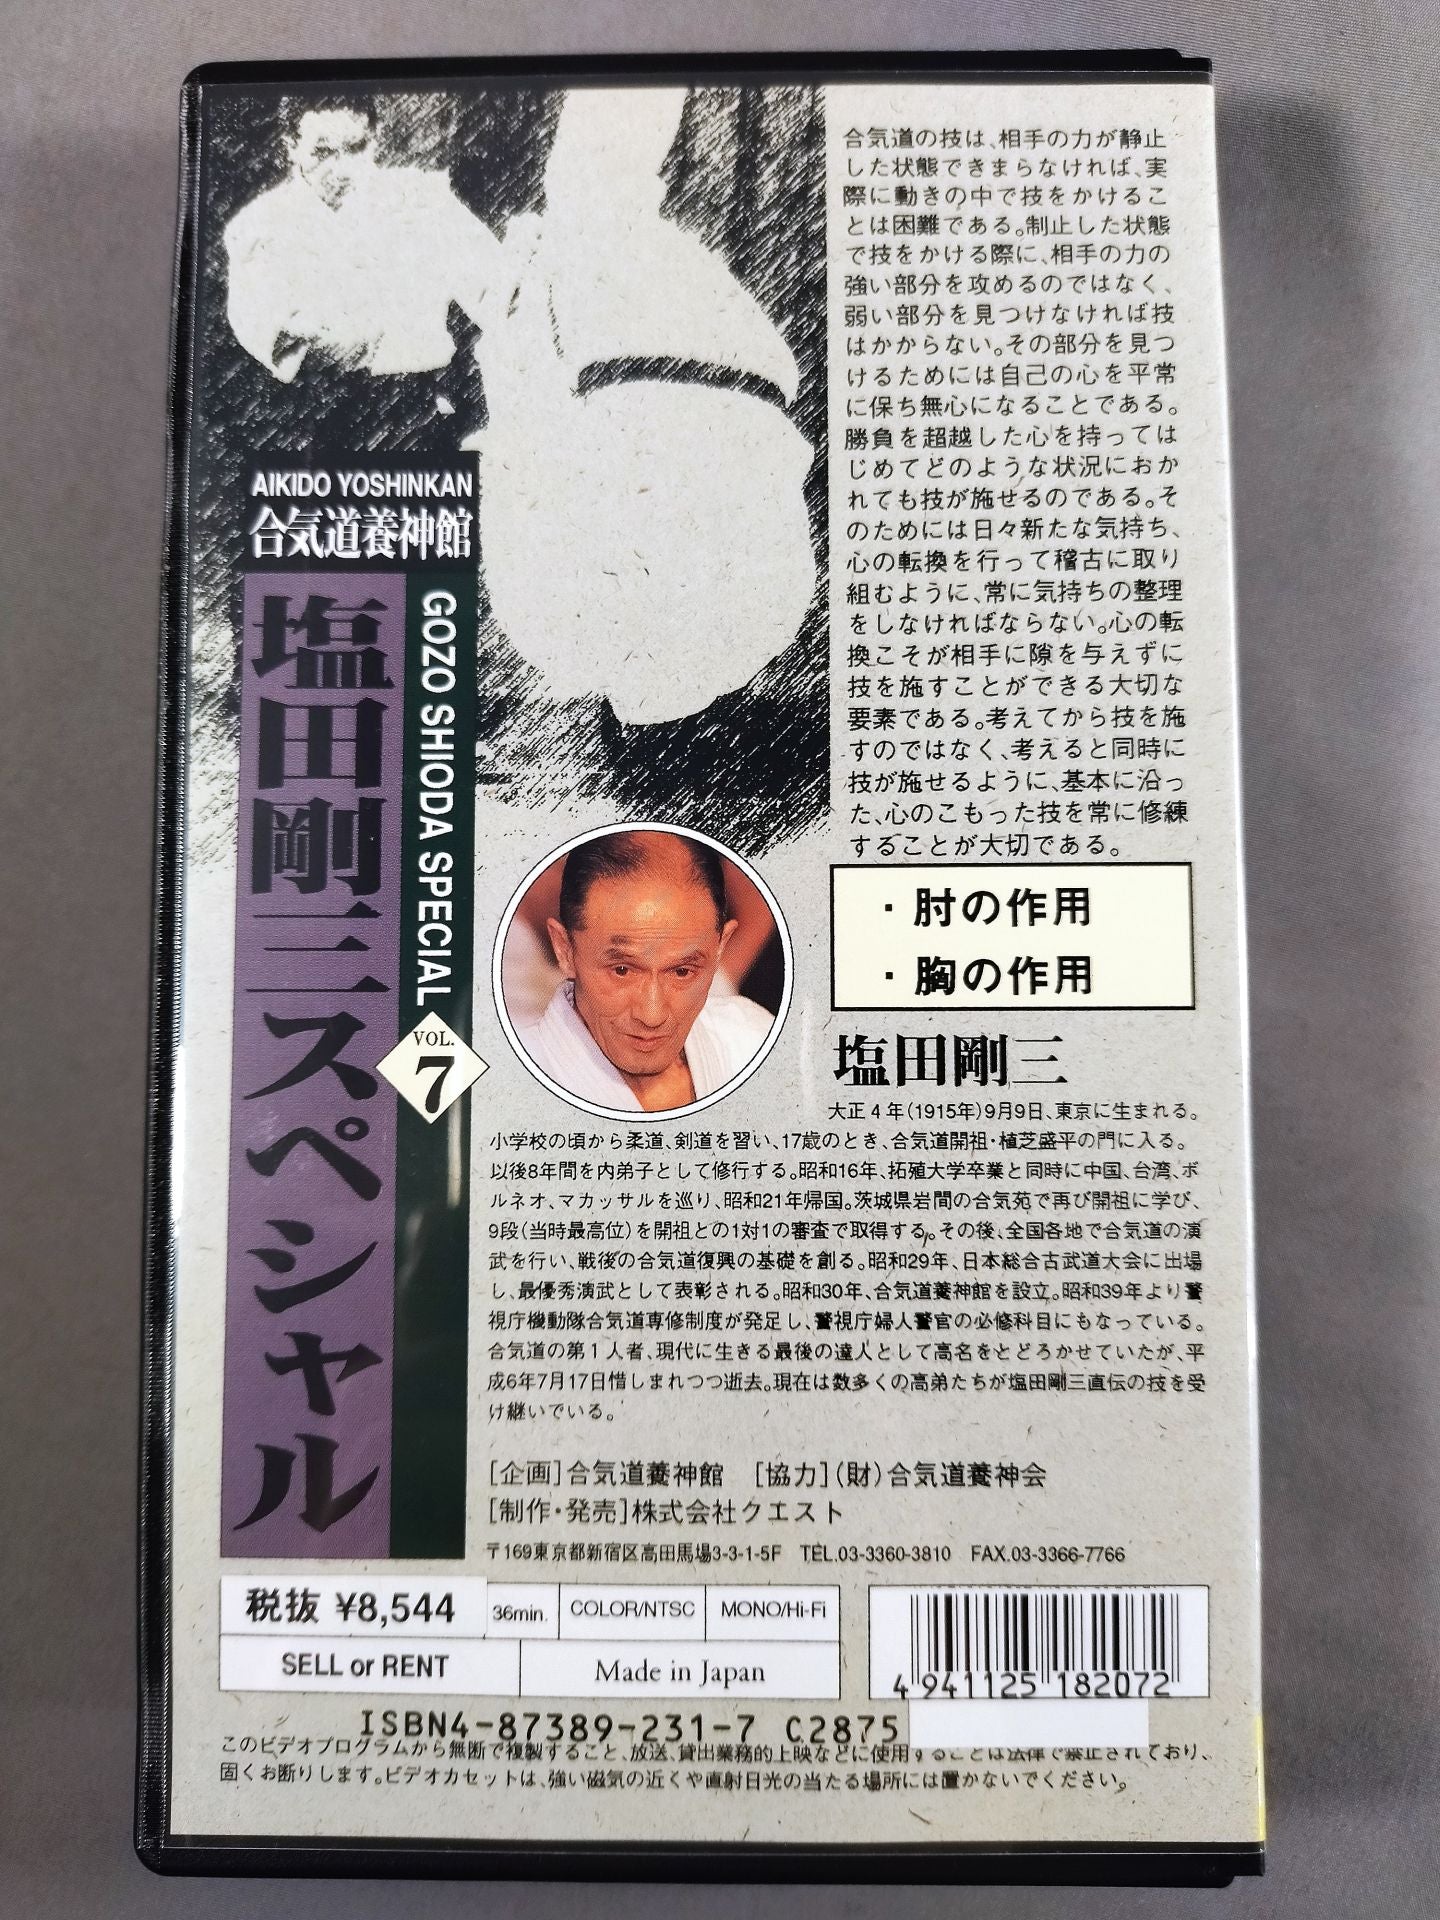 合気道の技は、相手の力が静止
した状態できまらなければ、実
際に動きの中で技をかけるこ
とは困難である。制止した状態
で技をかける際に、相手の力の
強い部分を攻めるのではなく、
弱い部分を見つけなければ技
はかからない。その部分を見つ
けるためには自己の心を平常
に保ち無心になることである。
勝負を超越した心を持っては
じめてどのような状況におか
れても技が施せるのである。そ
のためには日々新たな気持ち、
心の転換を行って稽古に取り
組むように、常に気持ちの整理
をしなければならない。心の転
換こそが相手に隙を与えずに
技を施すことができる大切な
要素である。考えてから技を施
すのではなく、考えると同時に
技が施せるように、基本に沿っ
た、心のこもった技を常に修練
することが大切である。
AIKIDO YOSHINKAN
合気道養神館
塩田剛三スペシャル
GOZO SHIODA SPECIAL
VOL.
7
・肘の作用
・胸の作用
塩田剛三
大正4年(1915年)9月9日、東京に生まれる。
小学校の頃から柔道、剣道を習い、17歳のとき、合気道開祖・植芝盛平の門に入る。
以後8年間を内弟子として修行する。昭和16年、拓殖大学卒業と同時に中国、台湾、ボ
ルネオ、マカッサルを巡り、昭和21年帰国。茨城県岩間の合気苑で再び開祖に学び、
9段(当時最高位)を開祖との1対1の審査で取得する。その後、全国各地で合気道の演
武を行い、戦後の合気道復興の基礎を創る。昭和29年、日本総合古武道大会に出場
し、最優秀演武として表彰される。昭和30年、合気道養神館を設立。昭和39年より警
視庁機動隊合気道専修制度が発足し、警視庁婦人警官の必修科目にもなっている。
合気道の第1人者、現代に生きる最後の達人として高名をとどろかせていたが、平
成6年7月17日惜しまれつつ逝去。現在は数多くの高弟たちが塩田剛三直伝の技を受
け継いでいる。
[企画]合気道養神館 [協力](財)合気道養神会
[制作・発売]株式会社クエスト
〒169東京都新宿区高田馬場3-3-1-5F TEL.03-3360-3810 FAX.03-3366-7766
税抜 ¥8,544
36min.
COLOR/NTSC
MONO/Hi-Fi
SELL or RENT
Made in Japan
4 941125 182072
ISBN4-87389-231-7 C2875
このビデオプログラムから無断で複製すること、放送、貸出業務的上映などに使用することは法律で禁止されており、
固くお断りします。ビデオカセットは、強い磁気の近くや直射日光の当たる場所には置かないでください。